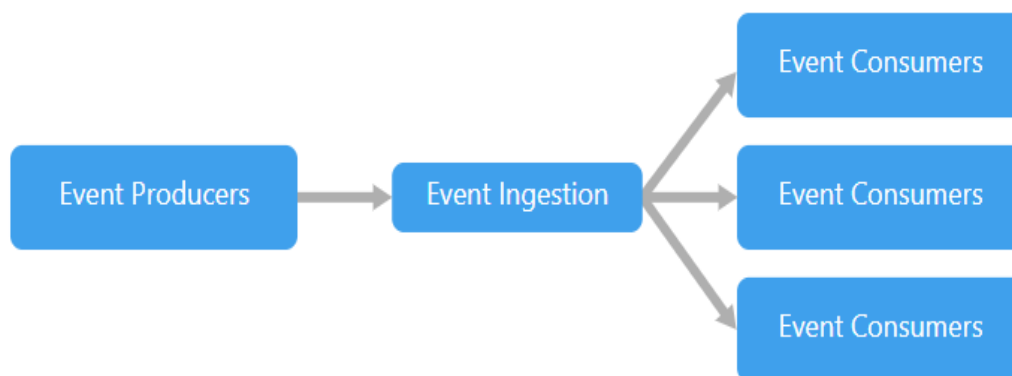 Event Consumers
Event Producers
Event Ingestion
Event Consumers
Event Consumers